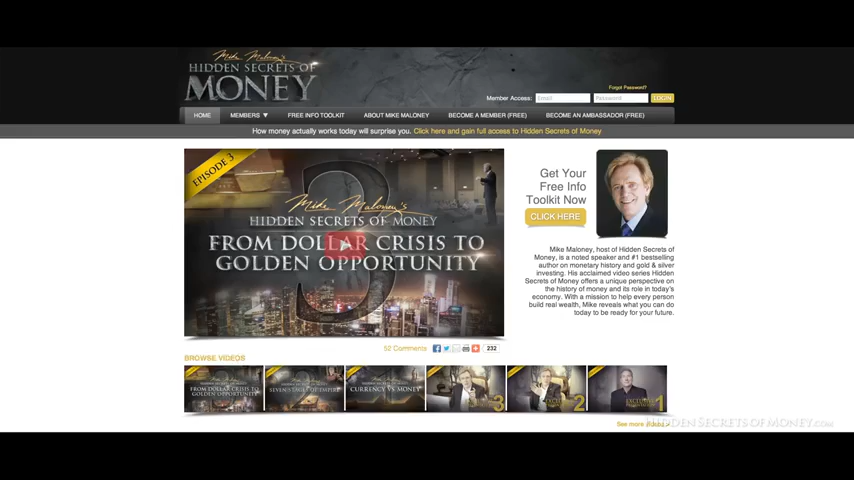 Mike Maloney's
HIDDEN SECRETS OF
MONEY
Forgot Password?
Member Access: Email Password LOGIN
HOME MEMBERS ▼ FREE INFO TOOLKIT ABOUT MIKE MALONEY BECOME A MEMBER (FREE) BECOME AN AMBASSADOR (FREE)
How money actually works today will surprise you. Click here and gain full access to Hidden Secrets of Money
EPISODE 3
3
Mike Maloney's
HIDDEN SECRETS OF MONEY
FROM DOLLAR CRISIS TO
GOLDEN OPPORTUNITY
Get Your
Free Info
Toolkit Now
CLICK HERE
Mike Maloney, host of Hidden Secrets of
Money, is a noted speaker and #1 bestselling
author on monetary history and gold & silver
investing. His acclaimed video series Hidden
Secrets of Money offers a unique perspective on
the history of money and its role in today's
economy. With a mission to help every person
build real wealth, Mike reveals what you can do
today to be ready for your future.
52 Comments 232
BROWSE VIDEOS
FROM DOLLAR CRISIS TO
GOLDEN OPPORTUNITY
SEVEN STAGES OF EMPIRE
CURRENCY VS MONEY
3
2
1
See more
HIDDENSECRETSOFMONEY.COM